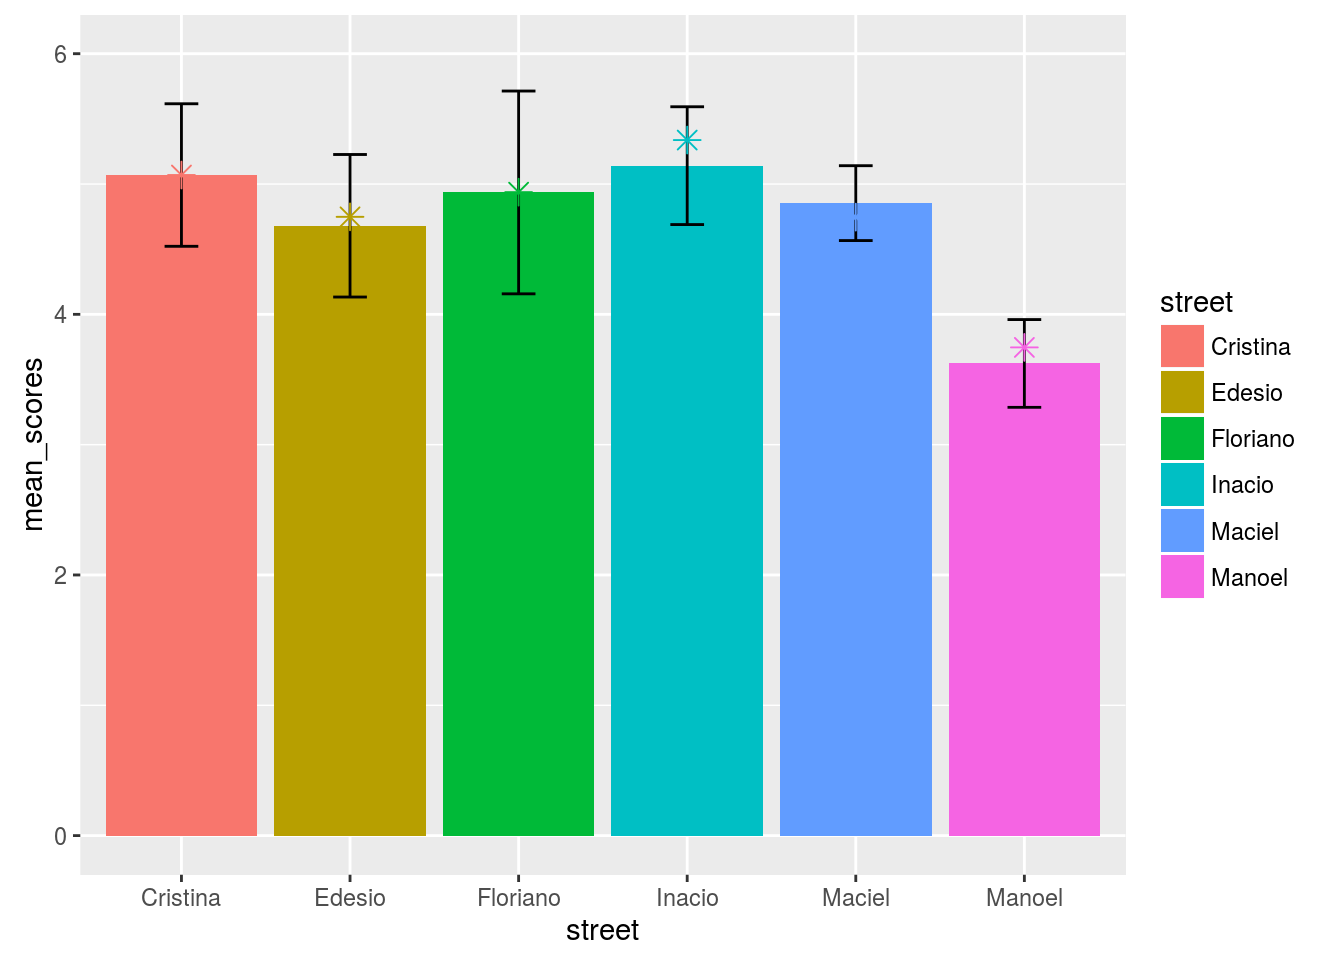 6
4
2
0
mean_scores
Cristina
Edesio
Floriano
Inacio
Maciel
Manoel
street
street
Cristina
Edesio
Floriano
Inacio
Maciel
Manoel